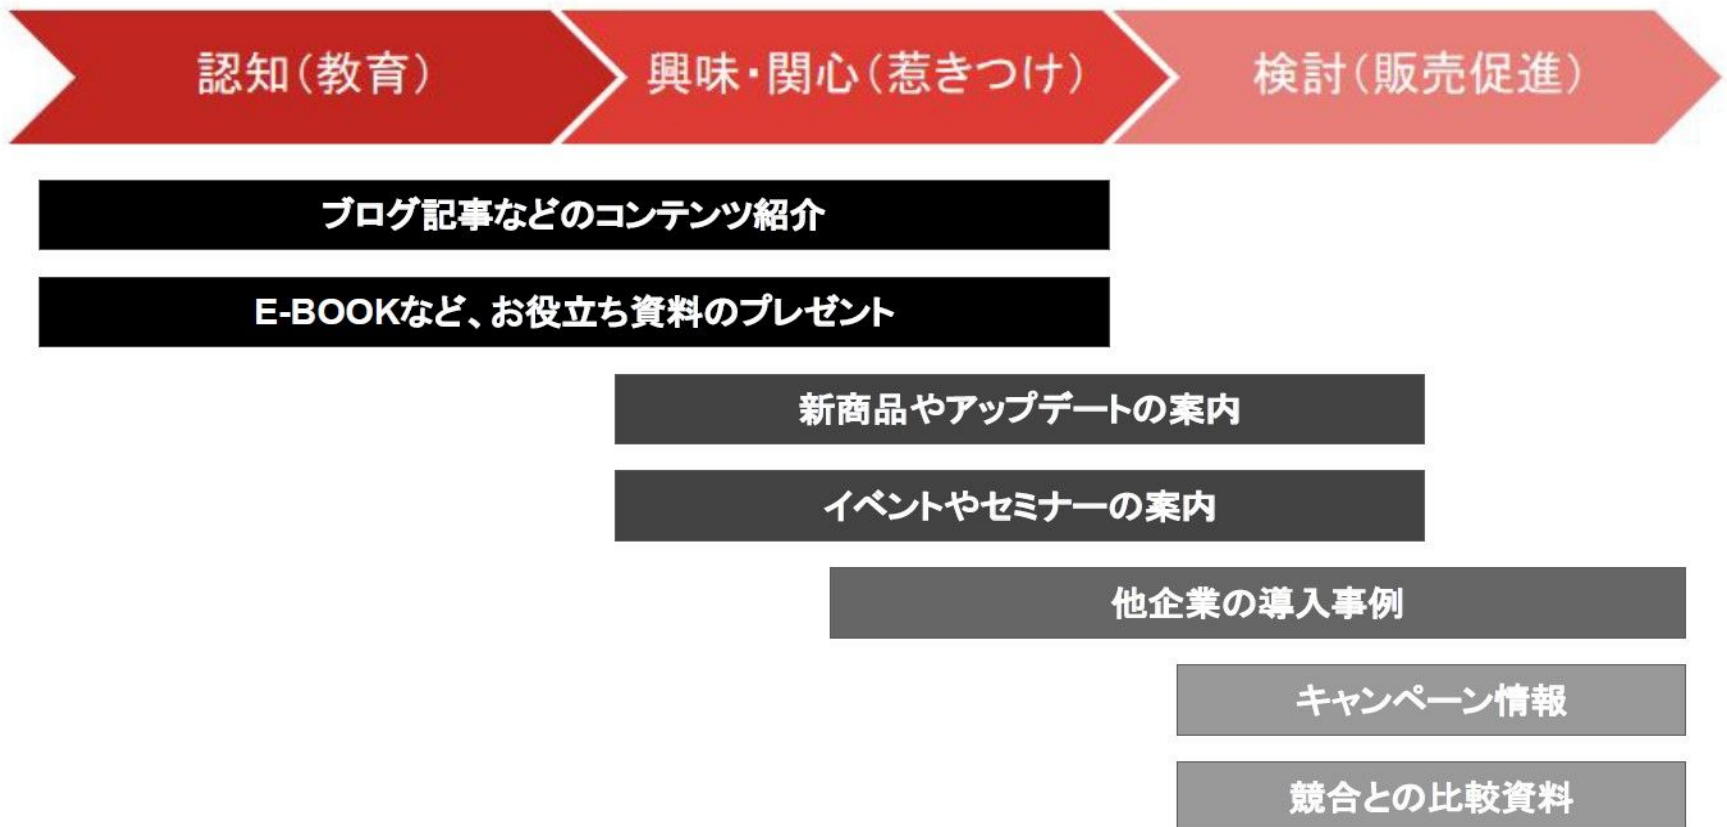 認知(教育)
興味・関心(惹きつけ)
検討(販売促進)
ブログ記事などのコンテンツ紹介
E-BOOKなど、お役立ち資料のプレゼント
新商品やアップデートの案内
イベントやセミナーの案内
他企業の導入事例
キャンペーン情報
競合との比較資料